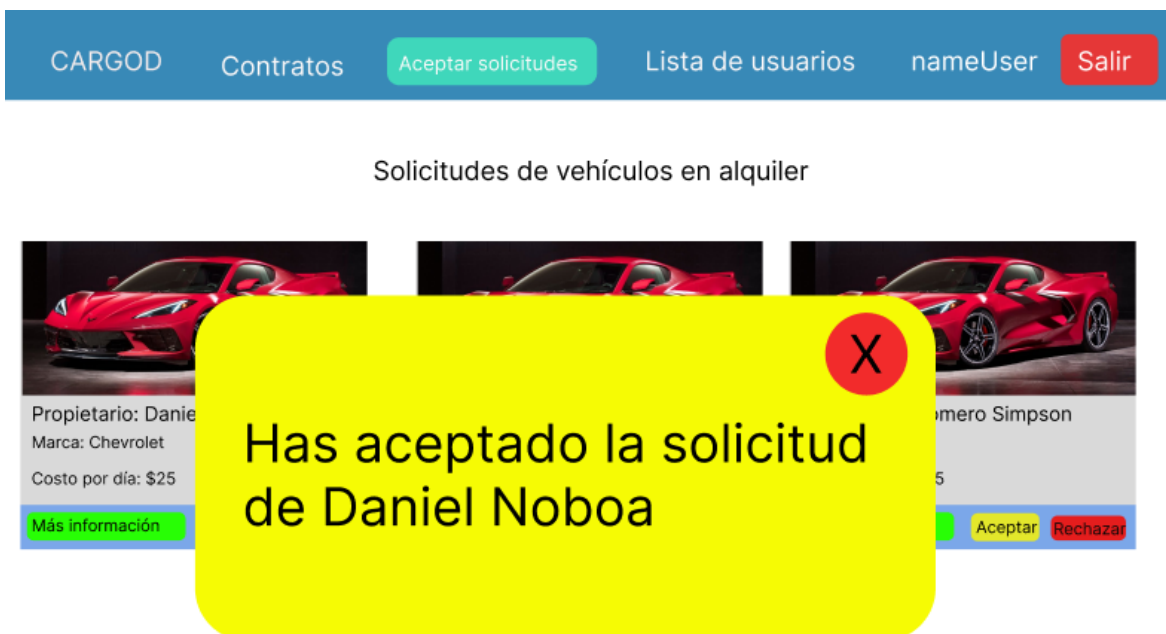 CARGOD Contratos Aceptar solicitudes Lista de usuarios nameUser Salir
Solicitudes de vehículos en alquiler
X
Propietario: Danie
omero Simpson
Marca: Chevrolet
Has aceptado la solicitud
de Daniel Noboa
Costo por día: $25
5
Más información
Aceptar Rechazar